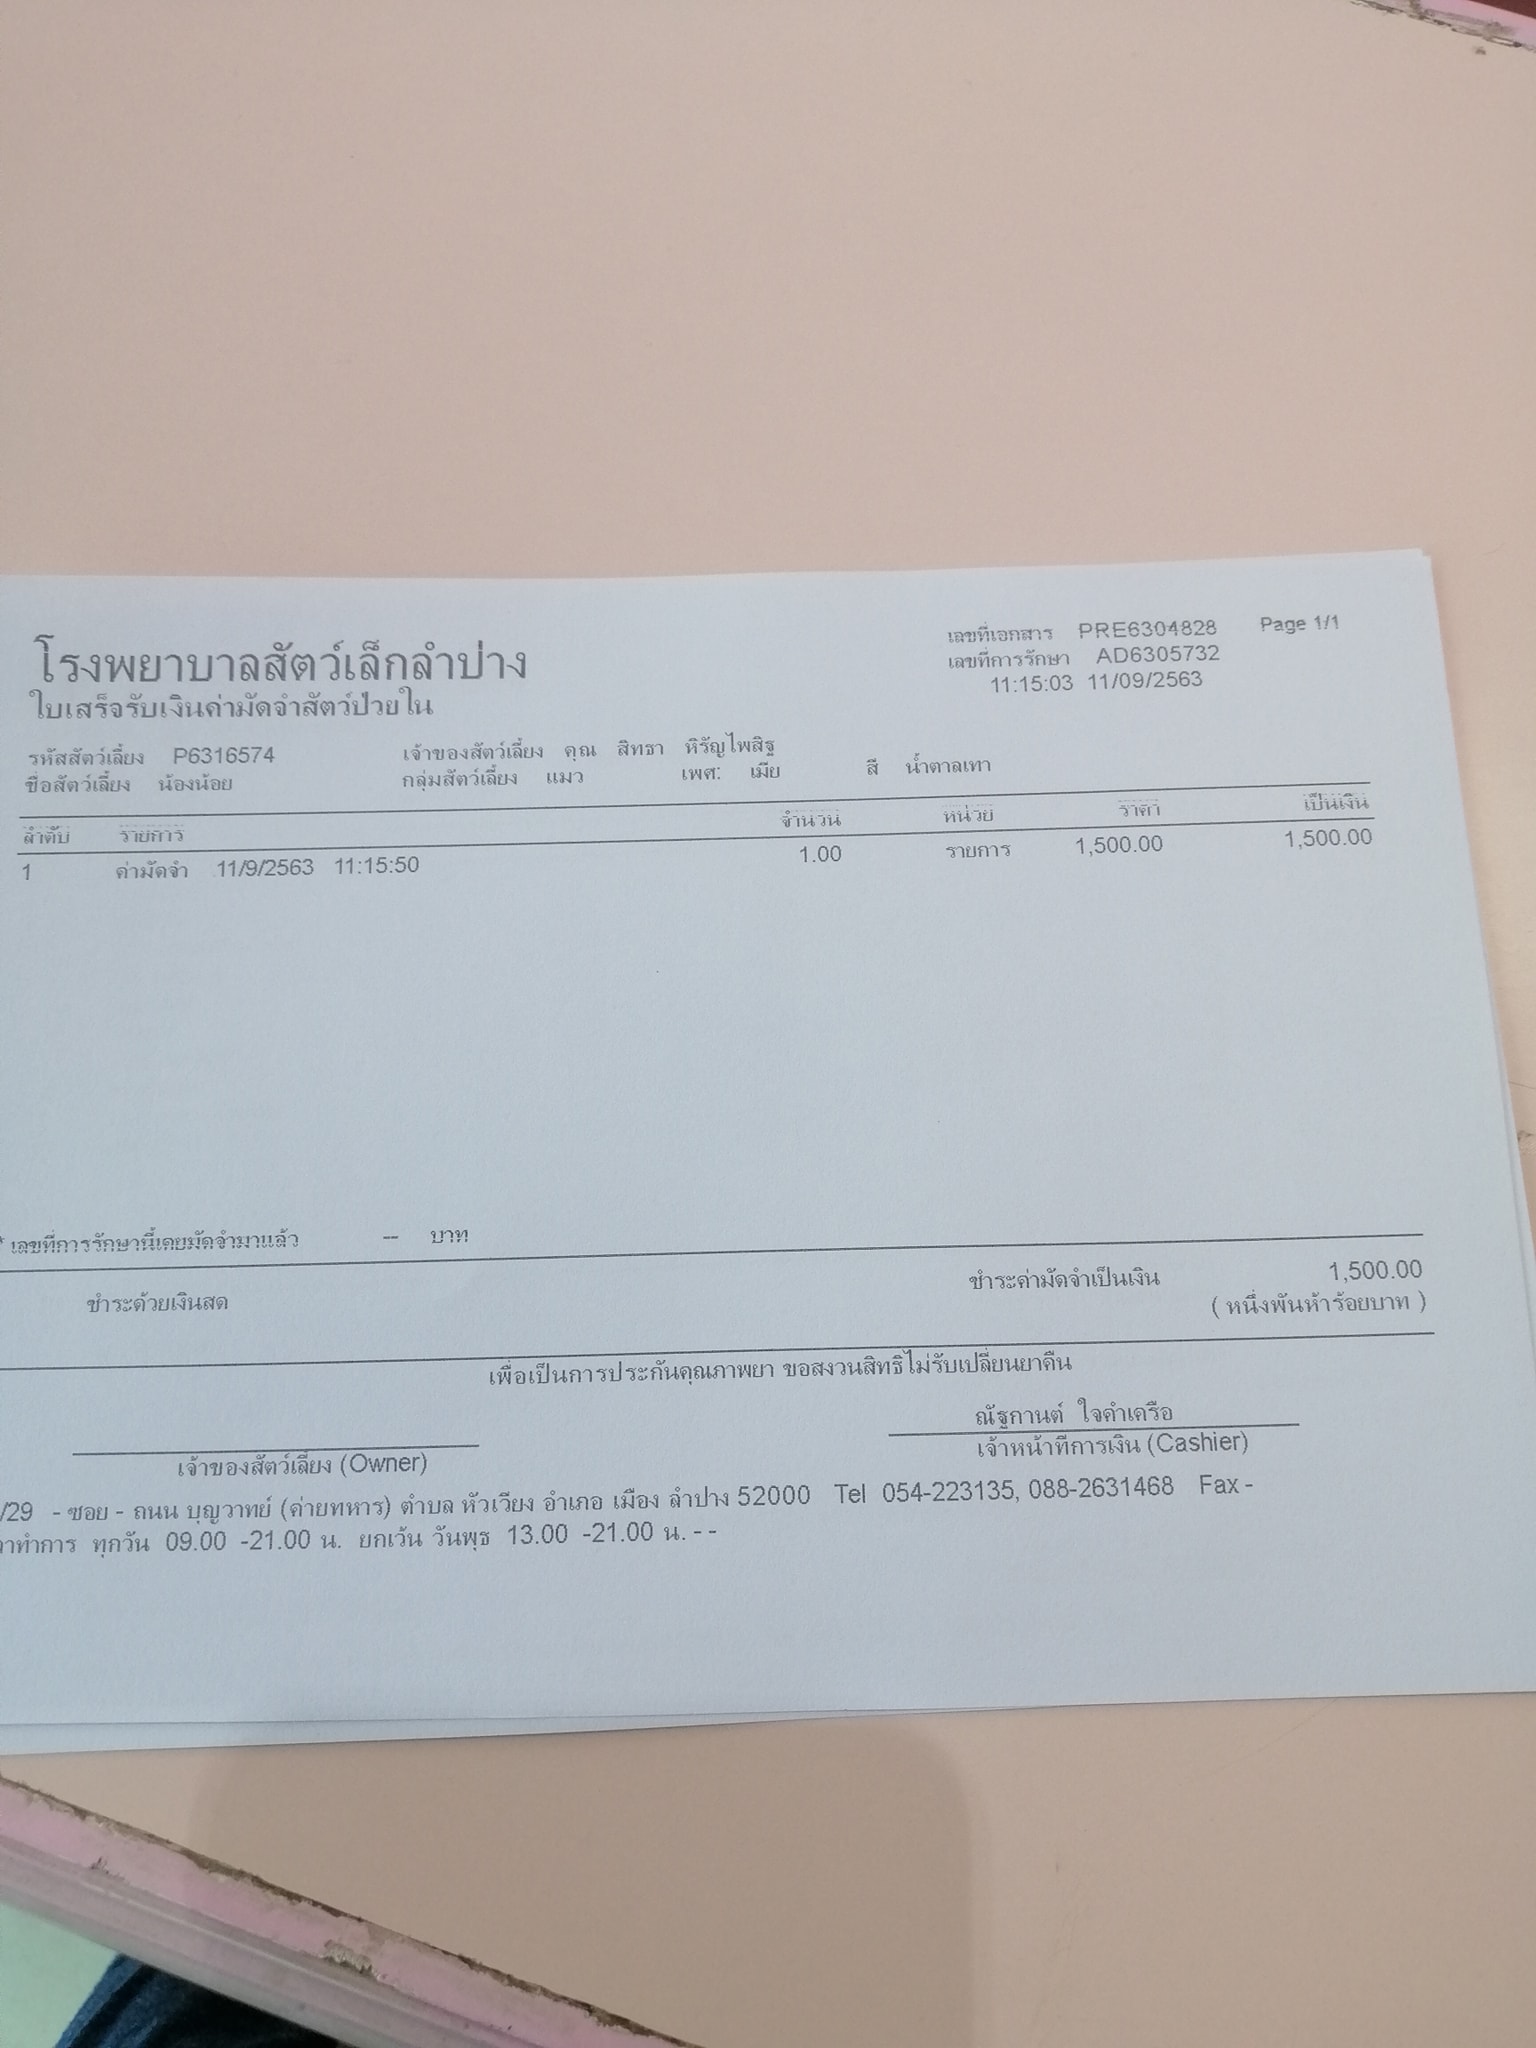 โรงพยาบาลสัตว์เล็กลำปาง
ใบเสร็จรับเงินค่ามัดจำสัตว์ป่วยใน
เลขที่เอกสาร PRE6304828 Page 1/1
เลขที่การรักษา AD6305732
11:15:03 11/09/2563
รหัสสัตว์เลี้ยง P6316574 เจ้าของสัตว์เลี้ยง คุณ สิทธา หิรัญไพสิฐ
ชื่อสัตว์เลี้ยง น้องน้อย กลุ่มสัตว์เลี้ยง แมว เพศ: เมีย สี น้ำตาลเทา
ลำดับ รายการ จำนวน หน่วย ราคา เป็นเงิน
1 ค่ามัดจำ 11/9/2563 11:15:50 1.00 รายการ 1,500.00 1,500.00
* เลขที่การรักษานี้เคยมัดจำมาแล้ว -- บาท
ชำระด้วยเงินสด ชำระค่ามัดจำเป็นเงิน 1,500.00
( หนึ่งพันห้าร้อยบาท )
เพื่อเป็นการประกันคุณภาพยา ขอสงวนสิทธิไม่รับเปลี่ยนยาคืน
ณัฐกานต์ ใจคำเครือ
เจ้าของสัตว์เลี้ยง (Owner) เจ้าหน้าที่การเงิน (Cashier)
/29 - ซอย - ถนน บุญวาทย์ (ค่ายทหาร) ตำบล หัวเวียง อำเภอ เมือง ลำปาง 52000 Tel 054-223135, 088-2631468 Fax -
าทำการ ทุกวัน 09.00 -21.00 น. ยกเว้น วันพุธ 13.00 -21.00 น. - -